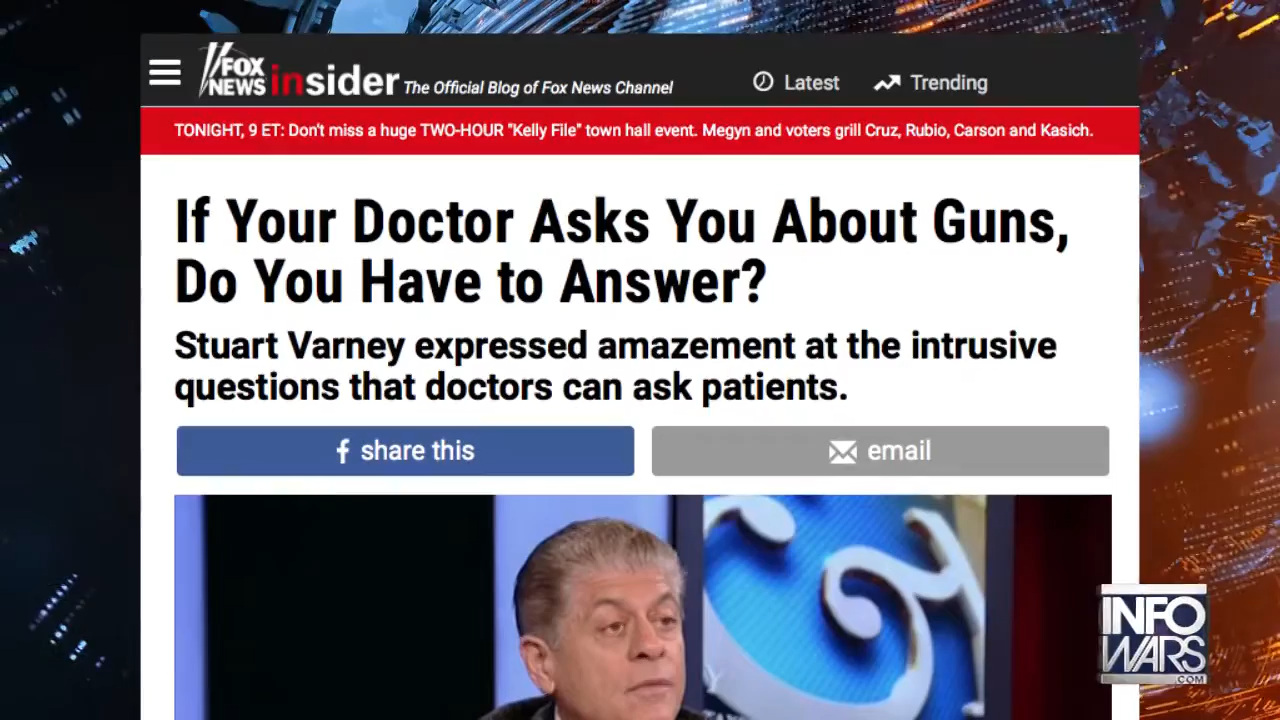 FOX
NEWS
insider The Official Blog of Fox News Channel
Latest
Trending
TONIGHT, 9 ET: Don't miss a huge TWO-HOUR "Kelly File" town hall event. Megyn and voters grill Cruz, Rubio, Carson and Kasich.
If Your Doctor Asks You About Guns,
Do You Have to Answer?
Stuart Varney expressed amazement at the intrusive
questions that doctors can ask patients.
f share this
email
INFO
WARS
.COM